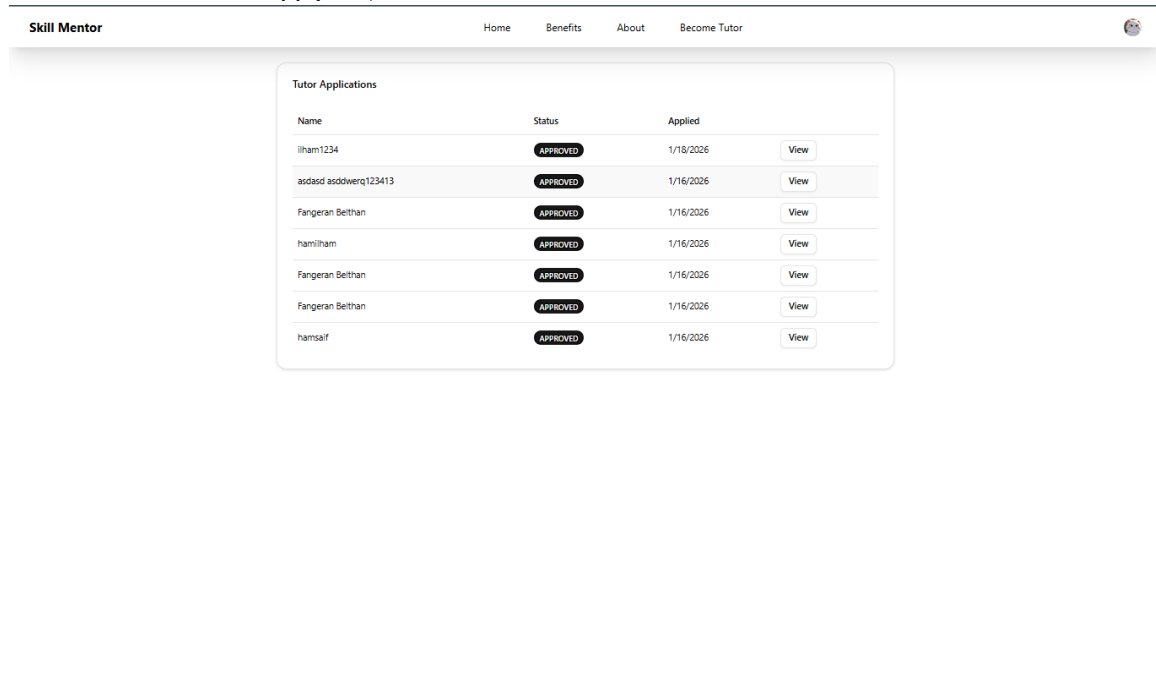 Skill Mentor Home Benefits About Become Tutor
Tutor Applications
Name Status Applied
ilham1234 APPROVED 1/18/2026 View
asdasd asddwerq123413 APPROVED 1/16/2026 View
Fangeran Belthan APPROVED 1/16/2026 View
hamilham APPROVED 1/16/2026 View
Fangeran Belthan APPROVED 1/16/2026 View
Fangeran Belthan APPROVED 1/16/2026 View
hamsalf APPROVED 1/16/2026 View